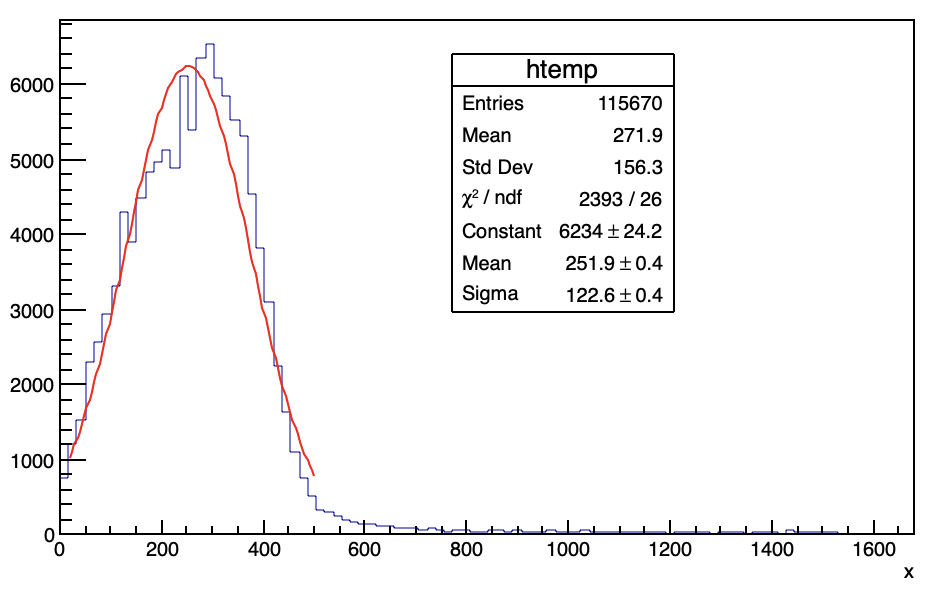 htemp
Entries 115670
Mean 271.9
Std Dev 156.3
χ² / ndf 2393 / 26
Constant 6234 ± 24.2
Mean 251.9 ± 0.4
Sigma 122.6 ± 0.4
6000
5000
4000
3000
2000
1000
0
0 200 400 600 800 1000 1200 1400 1600
x